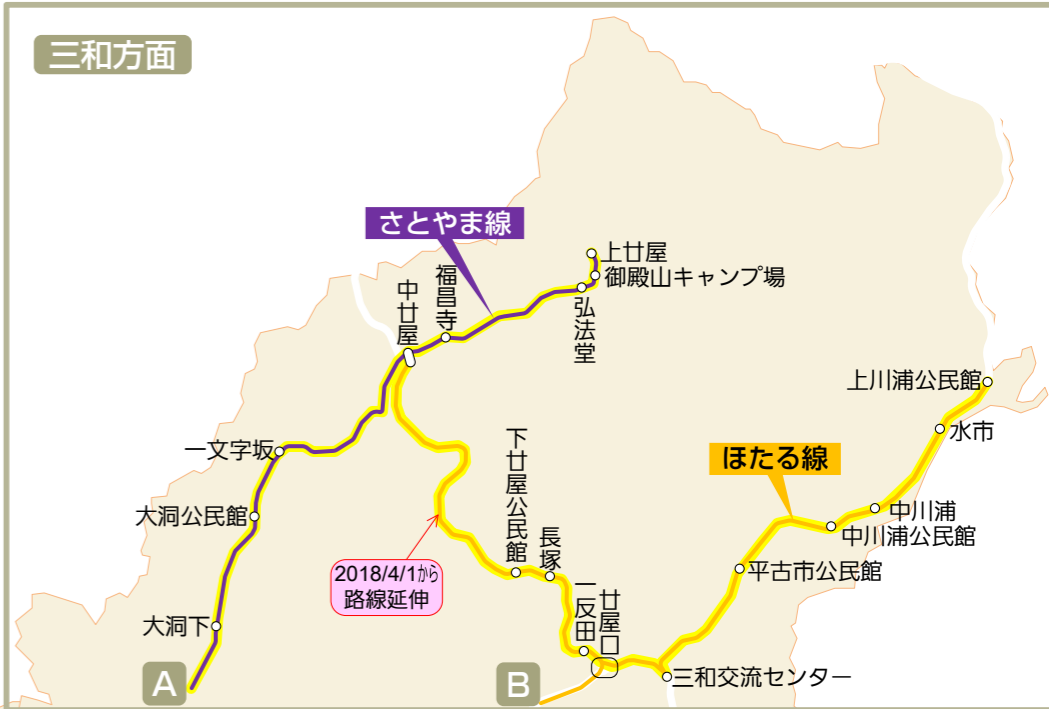 三和方面
さとやま線
上廿屋
御殿山キャンプ場
弘法堂
福昌寺
中廿屋
上川浦公民館
水市
ほたる線
中川浦
中川浦公民館
平古市公民館
一文字坂
大洞公民館
大洞下
下廿屋公民館
長塚
2018/4/1から
路線延伸
一反田
廿屋口
三和交流センター
A
B